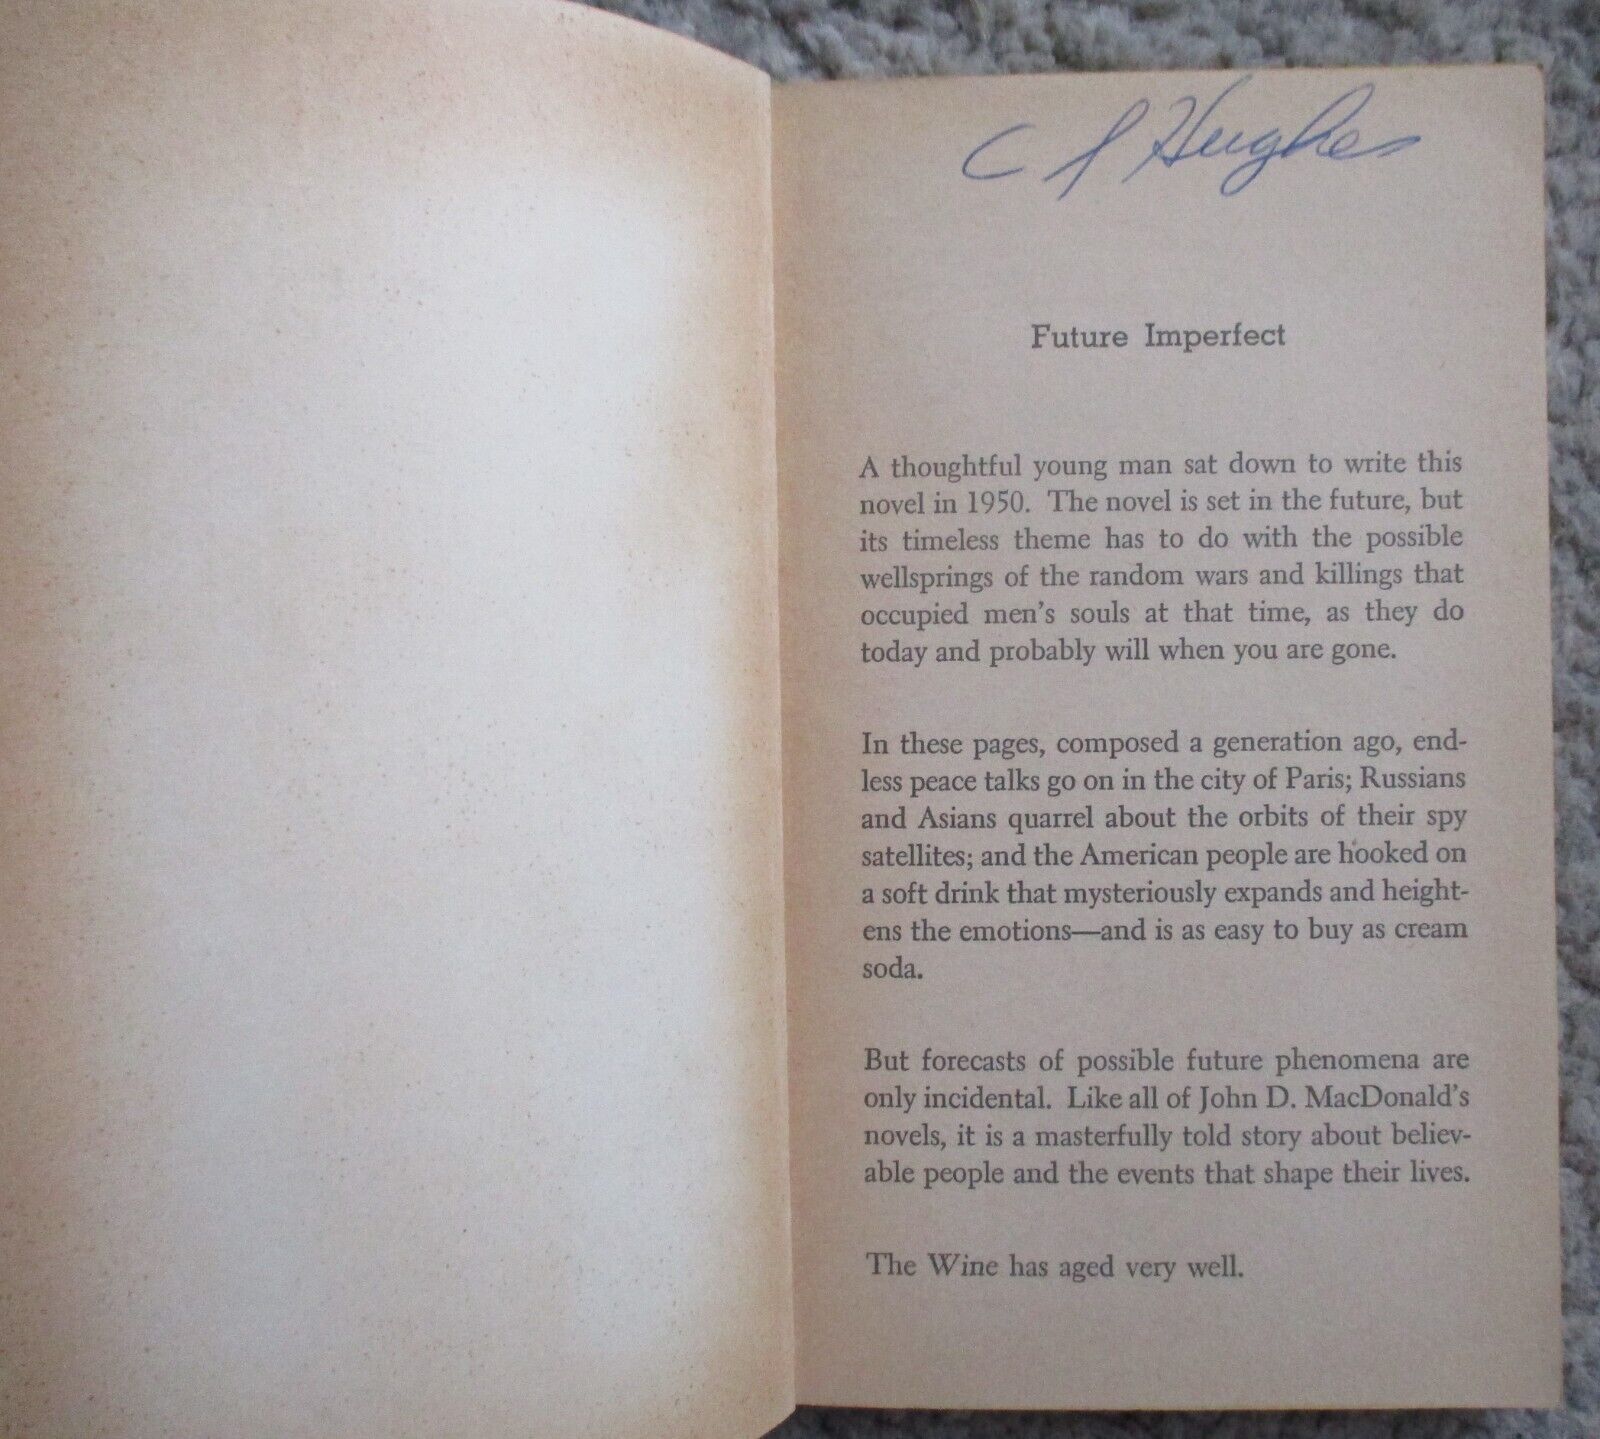 Hughes
Future Imperfect
A thoughtful young man sat down to write this
novel in 1950. The novel is set in the future, but
its timeless theme has to do with the possible
wellsprings of the random wars and killings that
occupied men's souls at that time, as they do
today and probably will when you are gone.
In these pages, composed a generation ago, end-
less peace talks go on in the city of Paris; Russians
and Asians quarrel about the orbits of their spy
satellites; and the American people are hooked on
a soft drink that mysteriously expands and height-
ens the emotions—and is as easy to buy as cream
soda.
But forecasts of possible future phenomena are
only incidental. Like all of John D. MacDonald's
novels, it is a masterfully told story about believ-
able people and the events that shape their lives.
The Wine has aged very well.